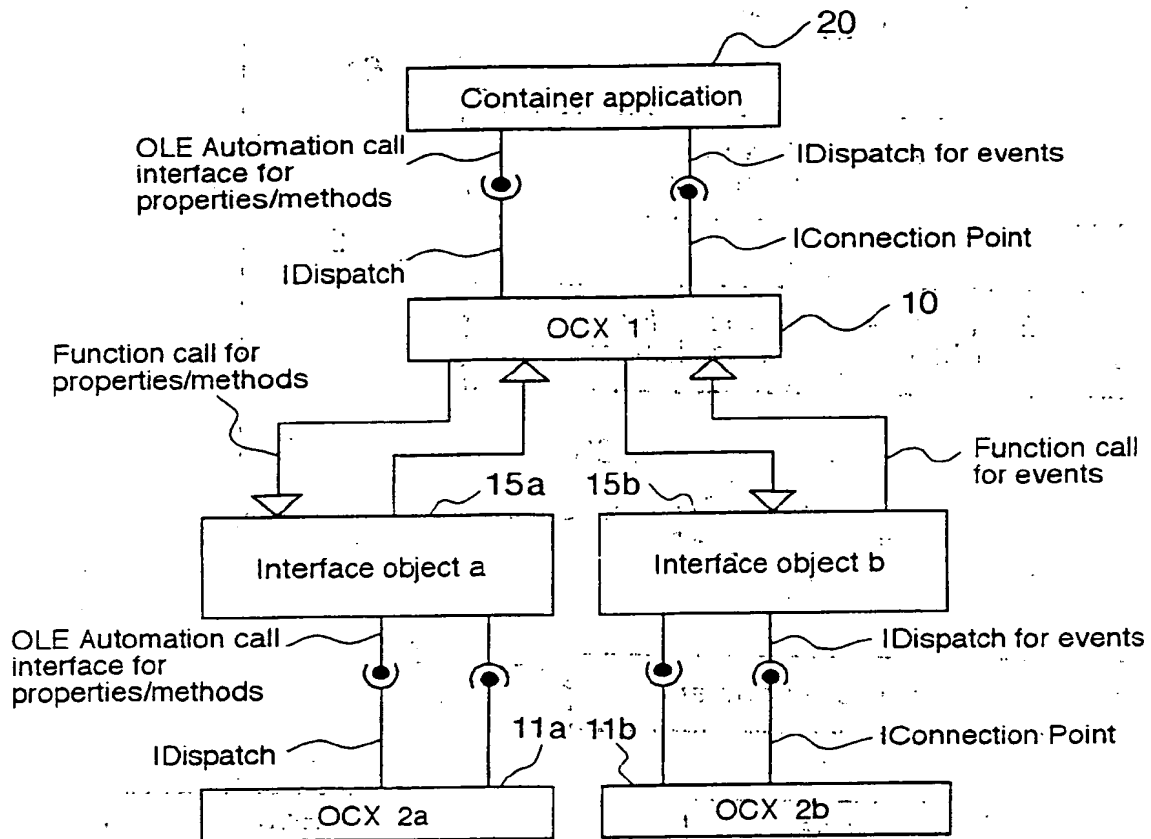 20
Container application
OLE Automation call
interface for
properties/methods
IDispatch for events
IConnection Point
IDispatch
10
OCX 1
Function call for
properties/methods
Function call
for events
15a
15b
Interface object a
Interface object b
OLE Automation call
interface for
properties/methods
IDispatch for events
IDispatch
IConnection Point
11a
11b
OCX 2a
OCX 2b